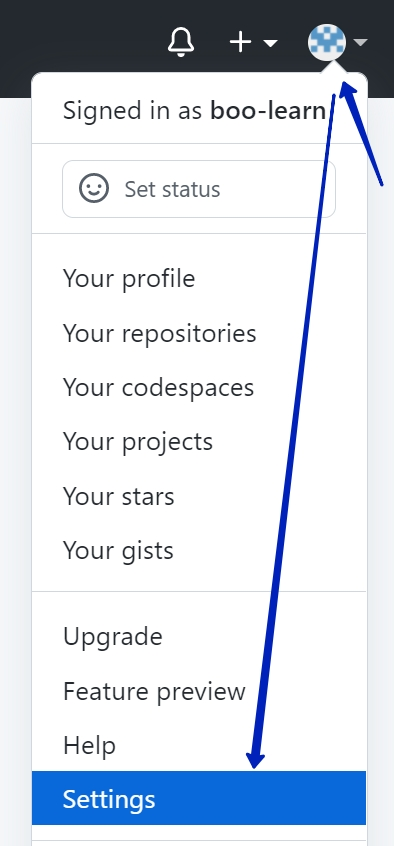 Signed in as boo-learn
Set status
Your profile
Your repositories
Your codespaces
Your projects
Your stars
Your gists
Upgrade
Feature preview
Help
Settings